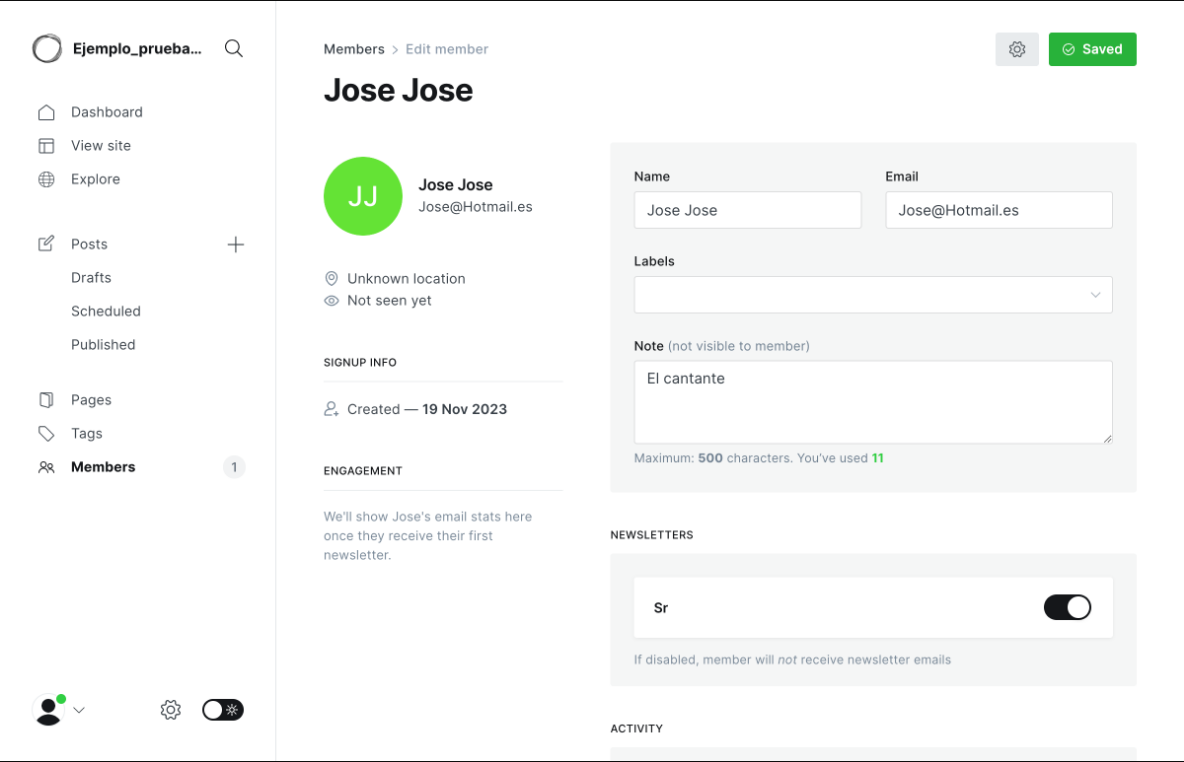 Ejemplo_prueba...
Dashboard
View site
Explore
Posts
Drafts
Scheduled
Published
Pages
Tags
Members 1
Members > Edit member
Saved
Jose Jose
JJ
Jose Jose
Jose@Hotmail.es
Unknown location
Not seen yet
SIGNUP INFO
Created — 19 Nov 2023
ENGAGEMENT
We'll show Jose's email stats here
once they receive their first
newsletter.
Name
Jose Jose
Email
Jose@Hotmail.es
Labels
Note (not visible to member)
El cantante
Maximum: 500 characters. You've used 11
NEWSLETTERS
Sr
If disabled, member will not receive newsletter emails
ACTIVITY